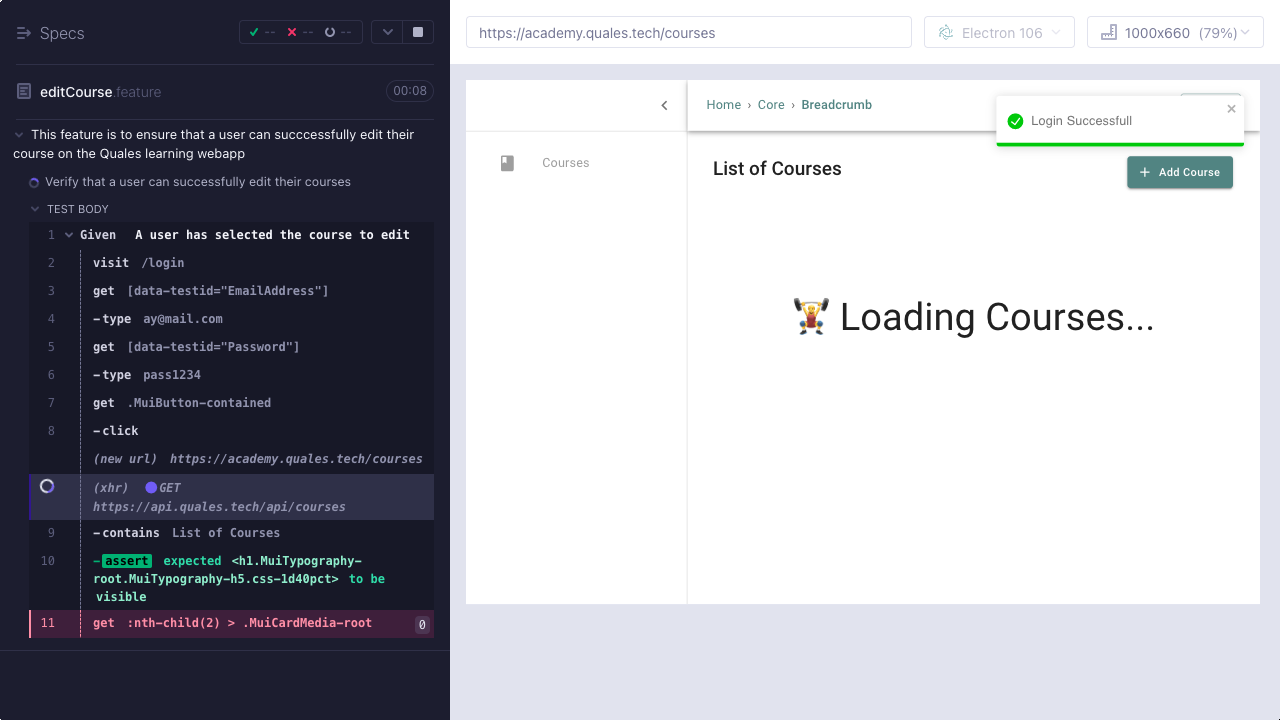 Specs
-- -- --
editCourse.feature
00:08
This feature is to ensure that a user can succcessfully edit their
course on the Quales learning webapp
Verify that a user can successfully edit their courses
TEST BODY
1 Given A user has selected the course to edit
2 visit /login
3 get [data-testid="EmailAddress"]
4 -type ay@mail.com
5 get [data-testid="Password"]
6 -type pass1234
7 get .MuiButton-contained
8 -click
(new url) https://academy.quales.tech/courses
(xhr) GET
https://api.quales.tech/api/courses
9 -contains List of Courses
10 -assert expected <h1.MuiTypography-
root.MuiTypography-h5.css-1d40pct> to be
visible
11 get :nth-child(2) > .MuiCardMedia-root 0
https://academy.quales.tech/courses
Electron 106
1000x660 (79%)
Home › Core › Breadcrumb
Login Successfull
Courses
List of Courses
Add Course
Loading Courses...